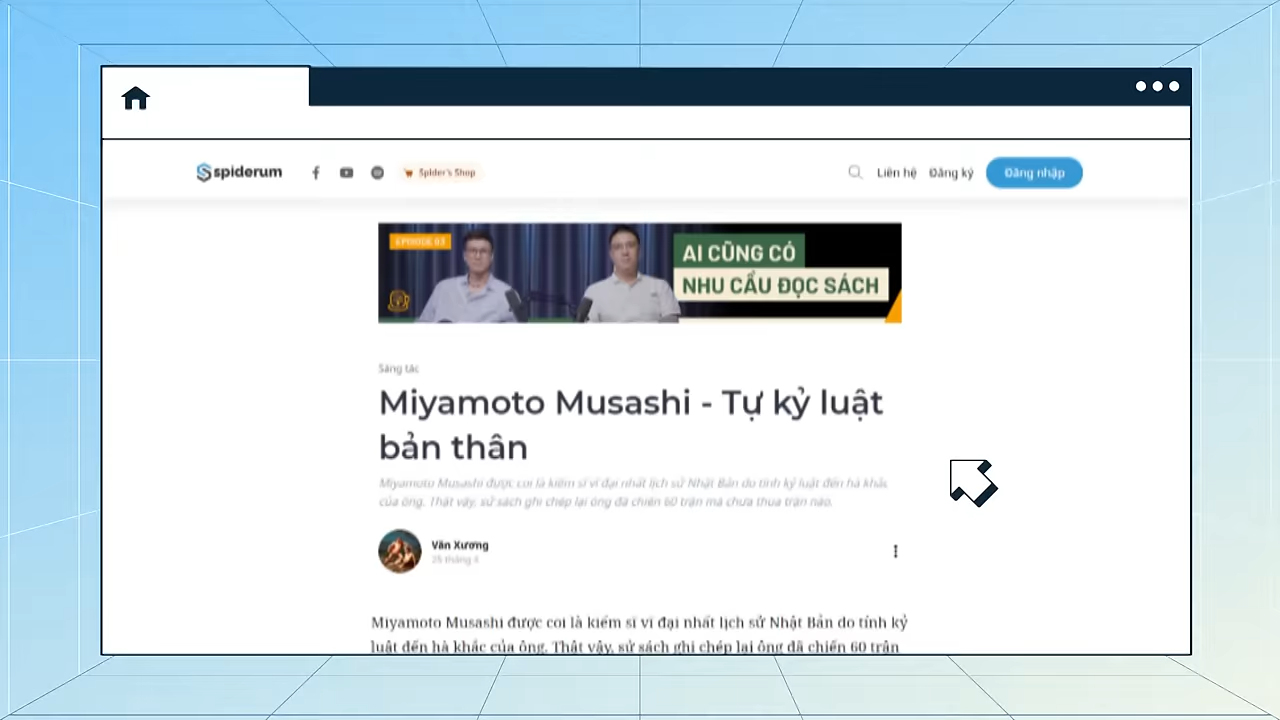 spiderum
Spider's Shop
Liên hệ
Đăng ký
Đăng nhập
EPISODE 03
AI CŨNG CÓ
NHU CẦU ĐỌC SÁCH
Sáng tác
Miyamoto Musashi - Tự kỷ luật
bản thân
Miyamoto Musashi được coi là kiếm sĩ vĩ đại nhất lịch sử Nhật Bản do tính kỷ luật đến hà khắc
của ông. Thật vậy, sử sách ghi chép lại ông đã chiến 60 trận mà chưa thua trận nào.
Văn Xương
tháng
Miyamoto Musashi được coi là kiếm sĩ vĩ đại nhất lịch sử Nhật Bản do tính kỷ
luật đến hà khắc của ông. Thật vậy, sử sách ghi chép lại ông đã chiến 60 trận